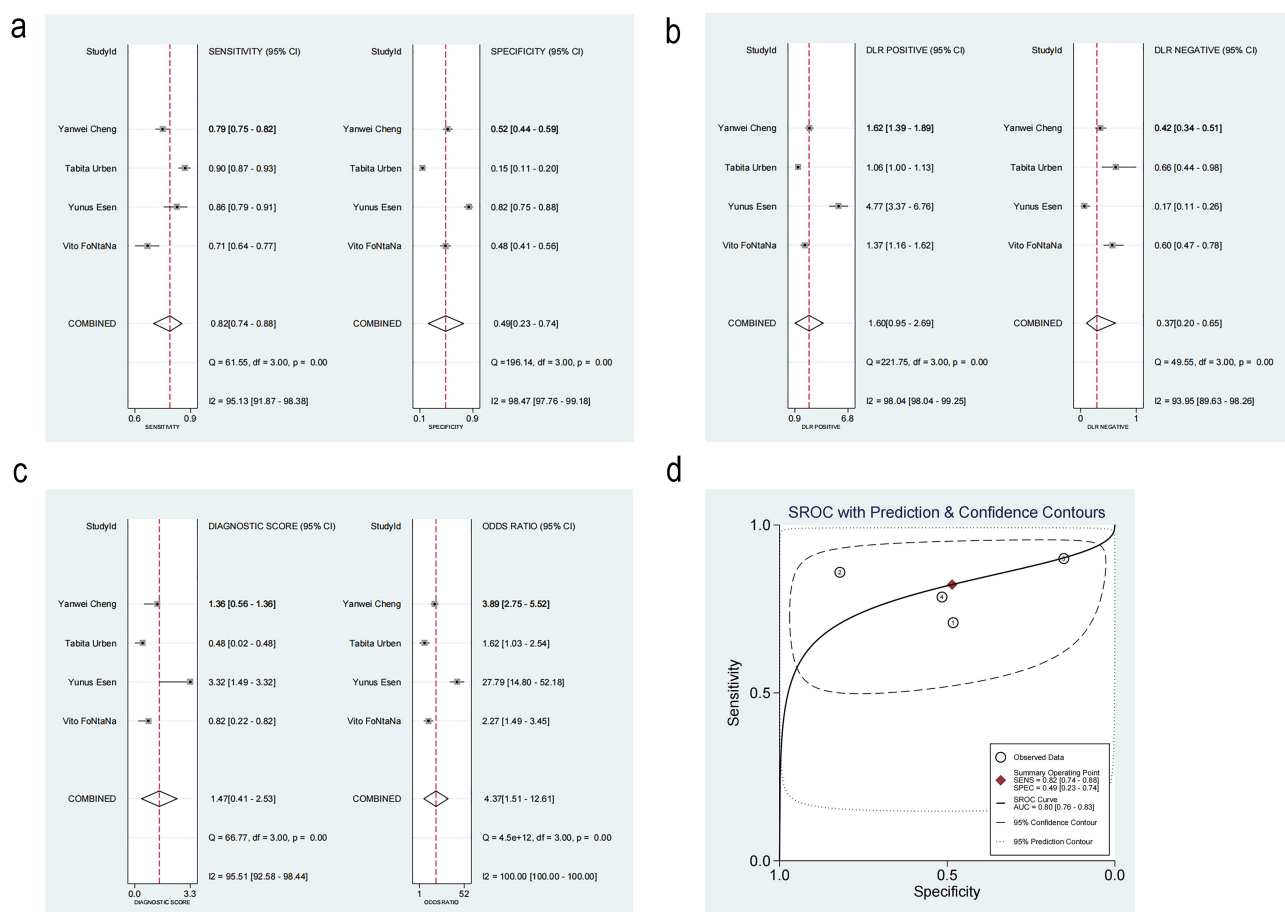 a
StudyId SENSITIVITY (95% CI)
Yanwei Cheng 0.79 [0.75 - 0.82]
Tabita Urben 0.90 [0.87 - 0.93]
Yunus Esen 0.86 [0.79 - 0.91]
Vito FoNtaNa 0.71 [0.64 - 0.77]
COMBINED 0.82[0.74 - 0.88]
Q = 61.55, df = 3.00, p = 0.00
I2 = 95.13 [91.87 - 98.38]
0.6 0.9
SENSITIVITY
StudyId SPECIFICITY (95% CI)
Yanwei Cheng 0.52 [0.44 - 0.59]
Tabita Urben 0.15 [0.11 - 0.20]
Yunus Esen 0.82 [0.75 - 0.88]
Vito FoNtaNa 0.48 [0.41 - 0.56]
COMBINED 0.49[0.23 - 0.74]
Q =196.14, df = 3.00, p = 0.00
I2 = 98.47 [97.76 - 99.18]
0.1 0.9
SPECIFICITY
b
StudyId DLR POSITIVE (95% CI)
Yanwei Cheng 1.62 [1.39 - 1.89]
Tabita Urben 1.06 [1.00 - 1.13]
Yunus Esen 4.77 [3.37 - 6.76]
Vito FoNtaNa 1.37 [1.16 - 1.62]
COMBINED 1.60[0.95 - 2.69]
Q =221.75, df = 3.00, p = 0.00
I2 = 98.04 [98.04 - 99.25]
0.9 6.8
DLR POSITIVE
StudyId DLR NEGATIVE (95% CI)
Yanwei Cheng 0.42 [0.34 - 0.51]
Tabita Urben 0.66 [0.44 - 0.98]
Yunus Esen 0.17 [0.11 - 0.26]
Vito FoNtaNa 0.60 [0.47 - 0.78]
COMBINED 0.37[0.20 - 0.65]
Q = 49.55, df = 3.00, p = 0.00
I2 = 93.95 [89.63 - 98.26]
0 1
DLR NEGATIVE
c
StudyId DIAGNOSTIC SCORE (95% CI)
Yanwei Cheng 1.36 [0.56 - 1.36]
Tabita Urben 0.48 [0.02 - 0.48]
Yunus Esen 3.32 [1.49 - 3.32]
Vito FoNtaNa 0.82 [0.22 - 0.82]
COMBINED 1.47[0.41 - 2.53]
Q = 66.77, df = 3.00, p = 0.00
I2 = 95.51 [92.58 - 98.44]
0.0 3.3
DIAGNOSTIC SCORE
StudyId ODDS RATIO (95% CI)
Yanwei Cheng 3.89 [2.75 - 5.52]
Tabita Urben 1.62 [1.03 - 2.54]
Yunus Esen 27.79 [14.80 - 52.18]
Vito FoNtaNa 2.27 [1.49 - 3.45]
COMBINED 4.37[1.51 - 12.61]
Q = 4.5e+12, df = 3.00, p = 0.00
I2 = 100.00 [100.00 - 100.00]
1 52
ODDS RATIO
d
SROC with Prediction & Confidence Contours
1.0
0.5
0.0
Sensitivity
2
4
1
3
Observed Data
Summary Operating Point
SENS = 0.82 [0.74 - 0.88]
SPEC = 0.49 [0.23 - 0.74]
SROC Curve
AUC = 0.80 [0.76 - 0.83]
95% Confidence Contour
95% Prediction Contour
1.0 0.5 0.0
Specificity